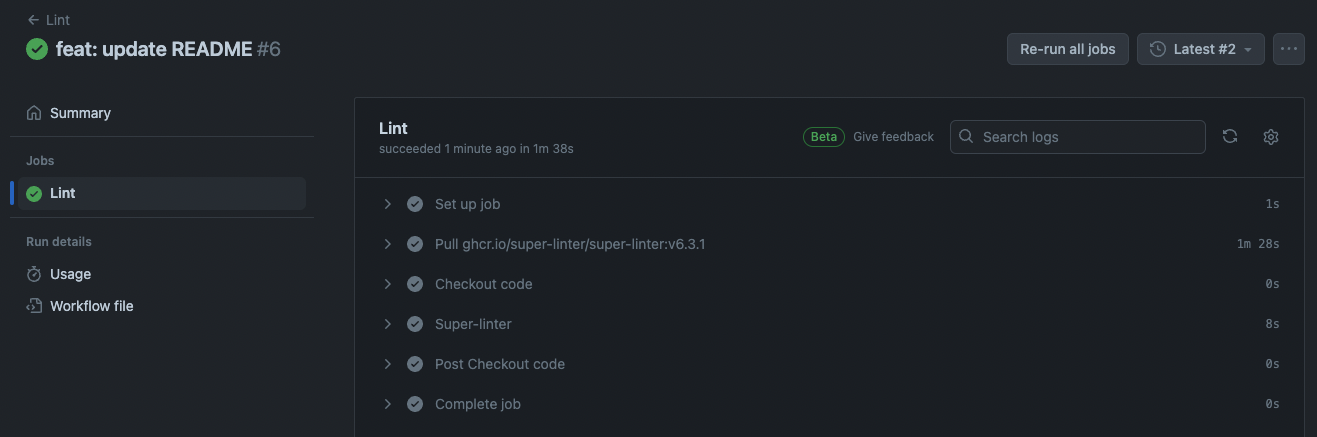 Lint
feat: update README #6
Re-run all jobs
Latest #2
Summary
Jobs
Lint
Run details
Usage
Workflow file
Lint
succeeded 1 minute ago in 1m 38s
Beta
Give feedback
Search logs
Set up job 1s
Pull ghcr.io/super-linter/super-linter:v6.3.1 1m 28s
Checkout code 0s
Super-linter 8s
Post Checkout code 0s
Complete job 0s